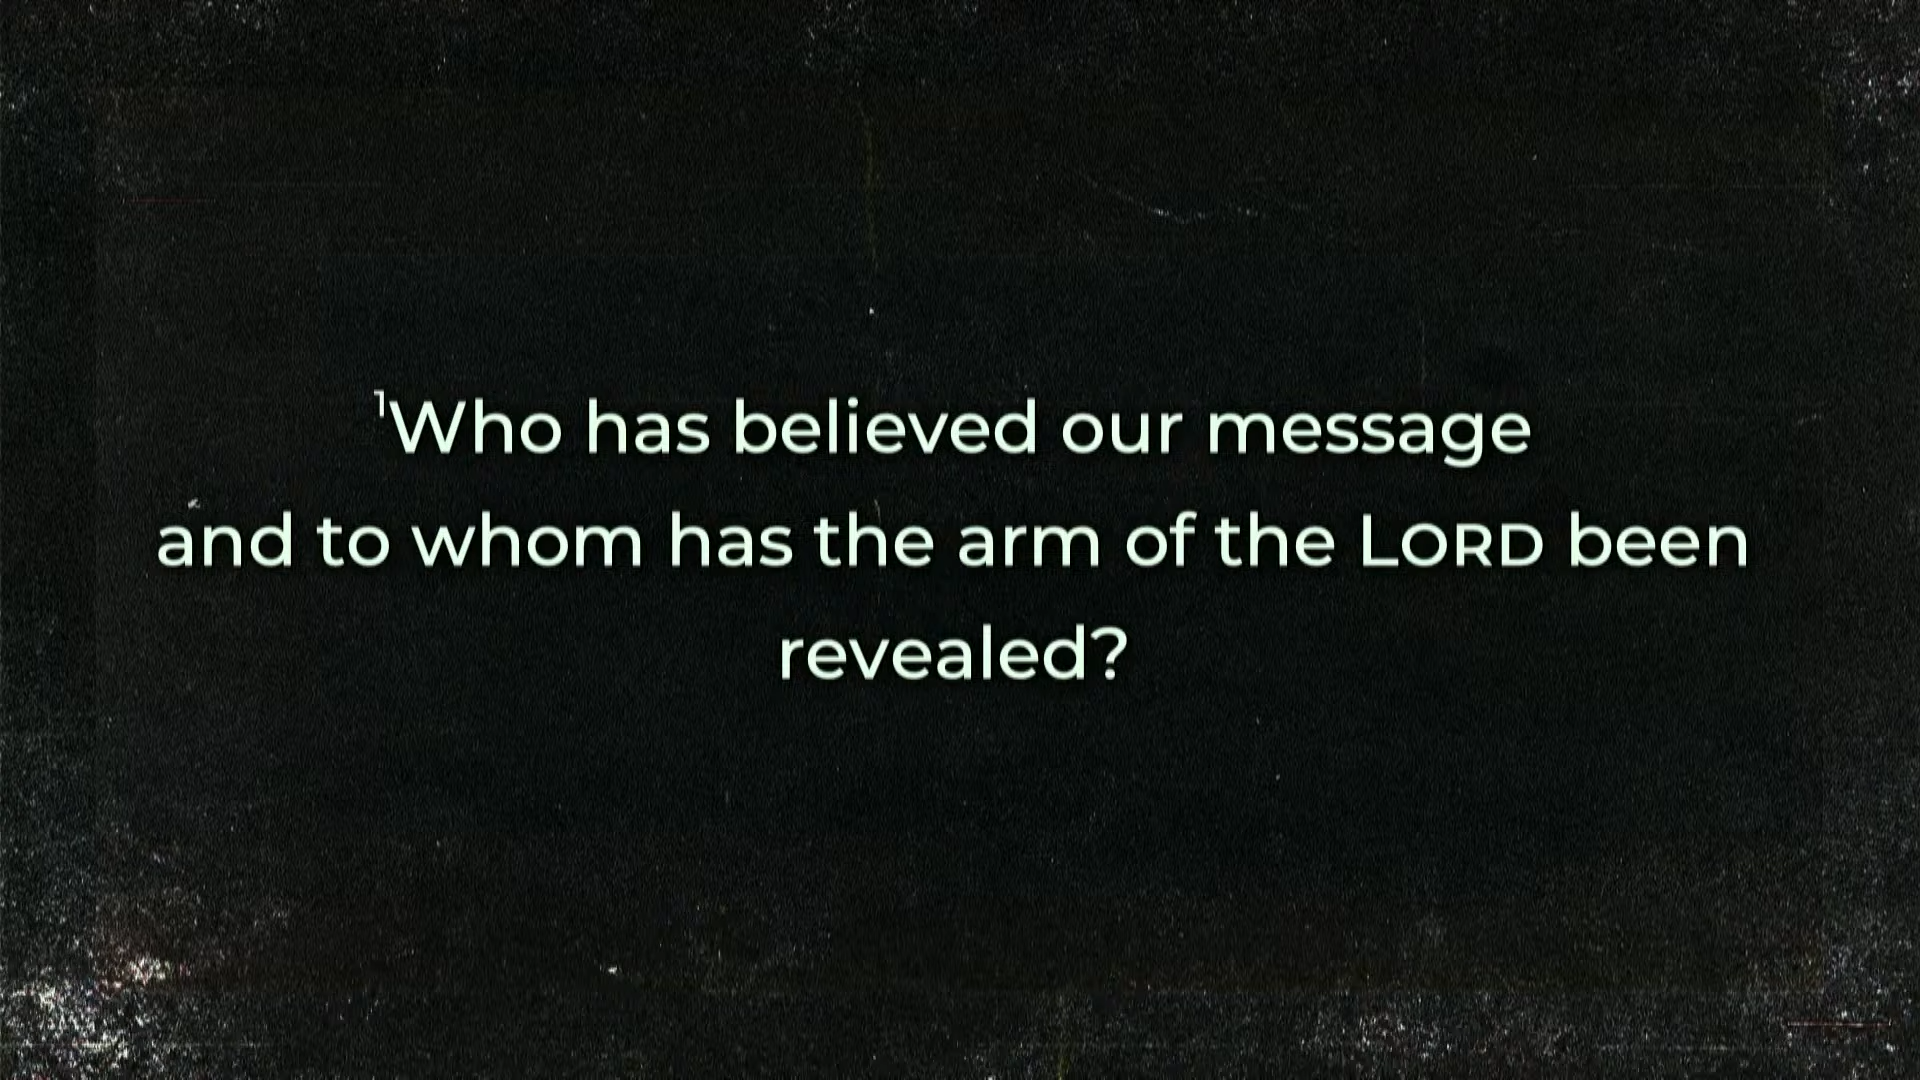 ¹Who has believed our message
and to whom has the arm of the LORD been
revealed?